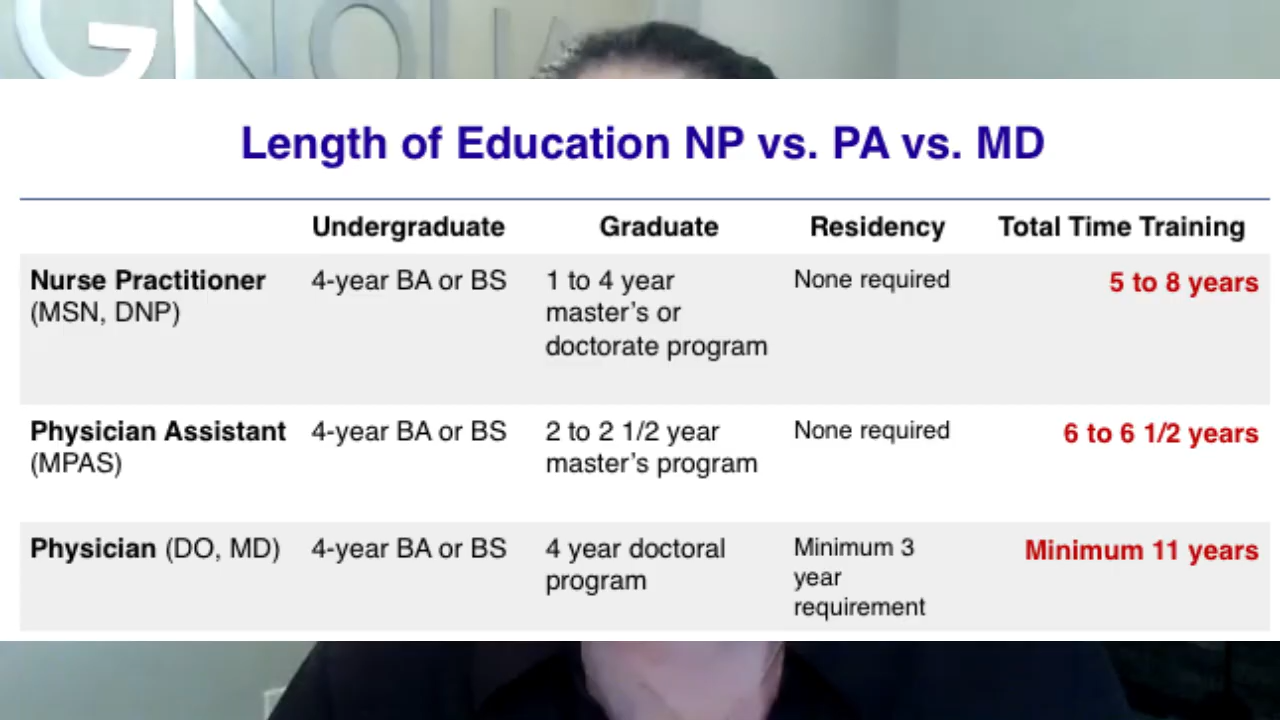 GNOLIA
Length of Education NP vs. PA vs. MD
Undergraduate Graduate Residency Total Time Training
Nurse Practitioner (MSN, DNP) 4-year BA or BS 1 to 4 year master’s or doctorate program None required 5 to 8 years
Physician Assistant (MPAS) 4-year BA or BS 2 to 2 1/2 year master’s program None required 6 to 6 1/2 years
Physician (DO, MD) 4-year BA or BS 4 year doctoral program Minimum 3 year requirement Minimum 11 years